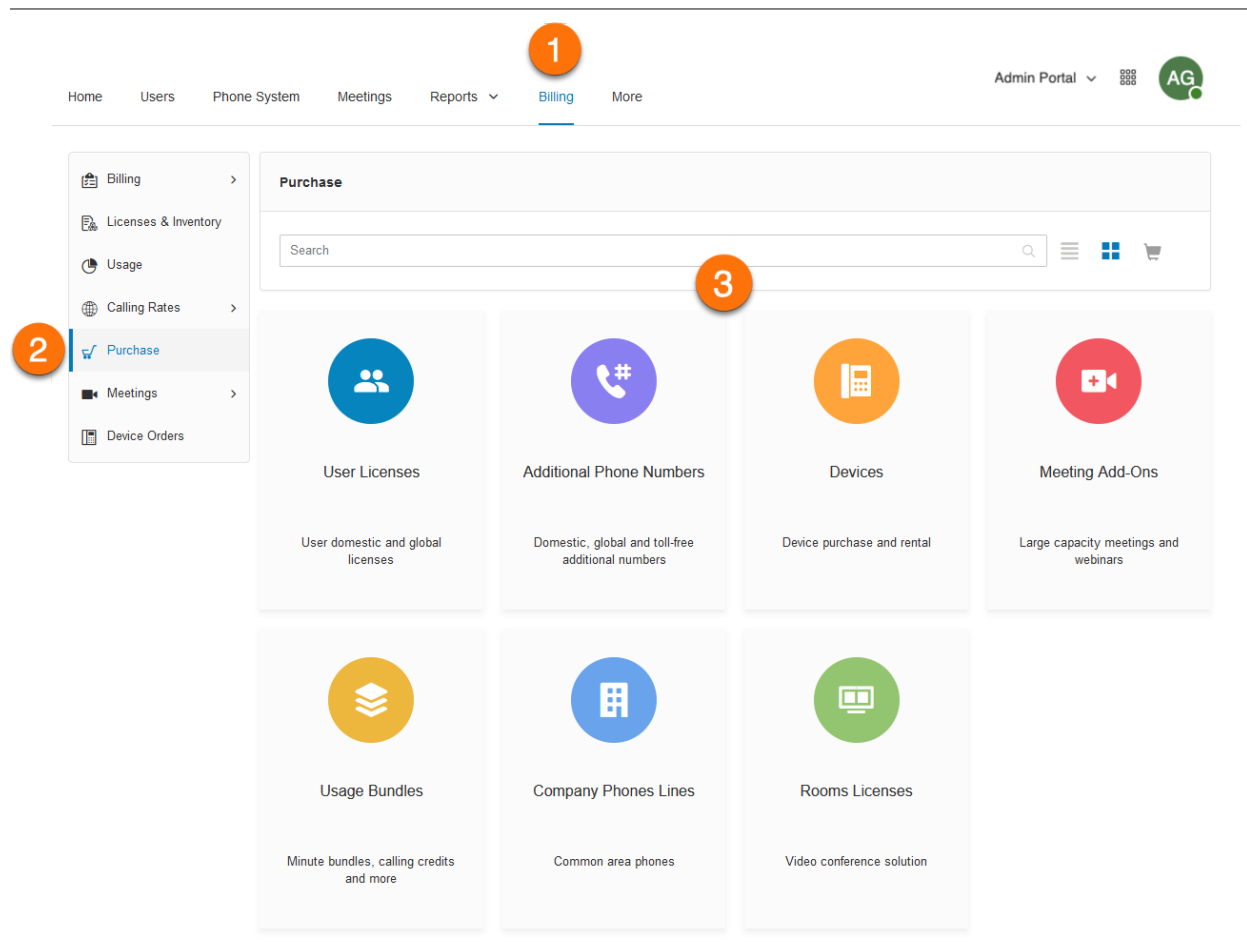 1
Admin Portal
AG
Home Users Phone System Meetings Reports Billing More
Billing
Purchase
Licenses & Inventory
Search
Usage
3
Calling Rates
2
Purchase
Meetings
Device Orders
User Licenses
Additional Phone Numbers
Devices
Meeting Add-Ons
User domestic and global
licenses
Domestic, global and toll-free
additional numbers
Device purchase and rental
Large capacity meetings and
webinars
Usage Bundles
Company Phones Lines
Rooms Licenses
Minute bundles, calling credits
and more
Common area phones
Video conference solution